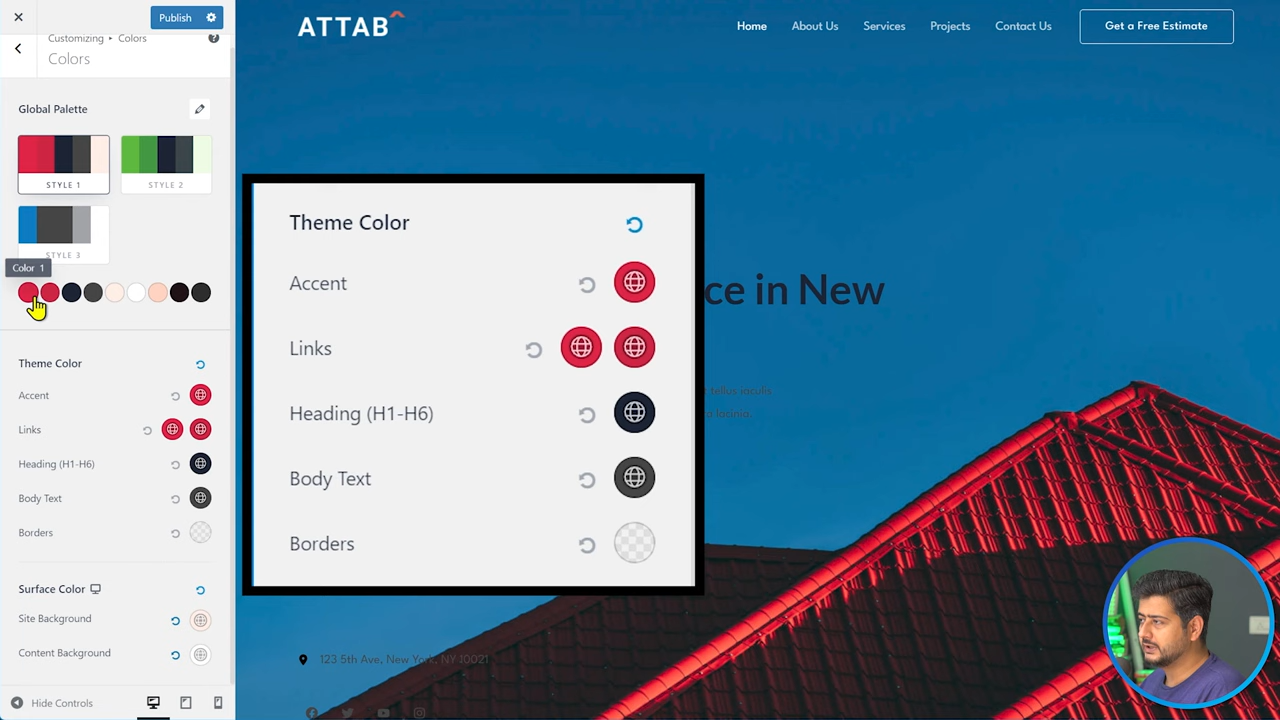 Publish
Customizing ▸ Colors
Colors
Global Palette
STYLE 1
STYLE 2
STYLE 3
Color 1
Theme Color
Accent
Links
Heading (H1-H6)
Body Text
Borders
Surface Color
Site Background
Content Background
Hide Controls
ATTAB
Home
About Us
Services
Projects
Contact Us
Get a Free Estimate
Theme Color
Accent
Links
Heading (H1-H6)
Body Text
Borders
ce in New
tellus iaculis
lacinia.
123 5th Ave, New York, NY 10021